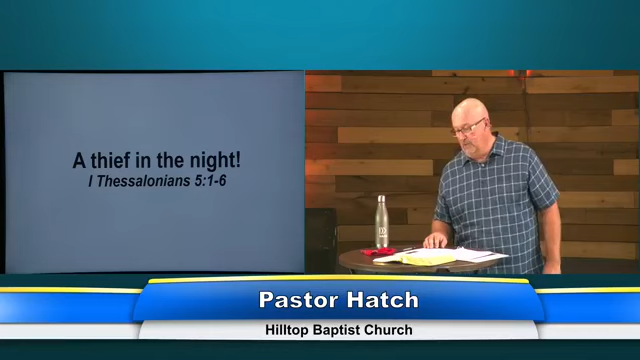 A thief in the night!
I Thessalonians 5:1-6
Pastor Hatch
Hilltop Baptist Church